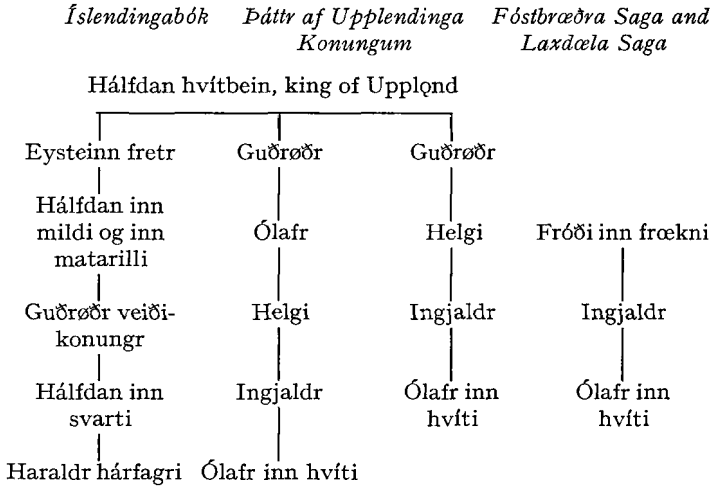 Íslendingabók Þáttr af Upplendinga Fóstbrœðra Saga and
Konungum Laxdœla Saga
Hálfdan hvítbein, king of Upplǫnd
Eysteinn fretr Guðrøðr Guðrøðr
Hálfdan inn
mildi og inn Ólafr Helgi Fróði inn frœkni
matarilli
Guðrøðr veiði- Helgi Ingjaldr Ingjaldr
konungr
Hálfdan inn Ingjaldr Ólafr inn Ólafr inn
svarti hvíti hvíti
Haraldr hárfagri Ólafr inn hvíti